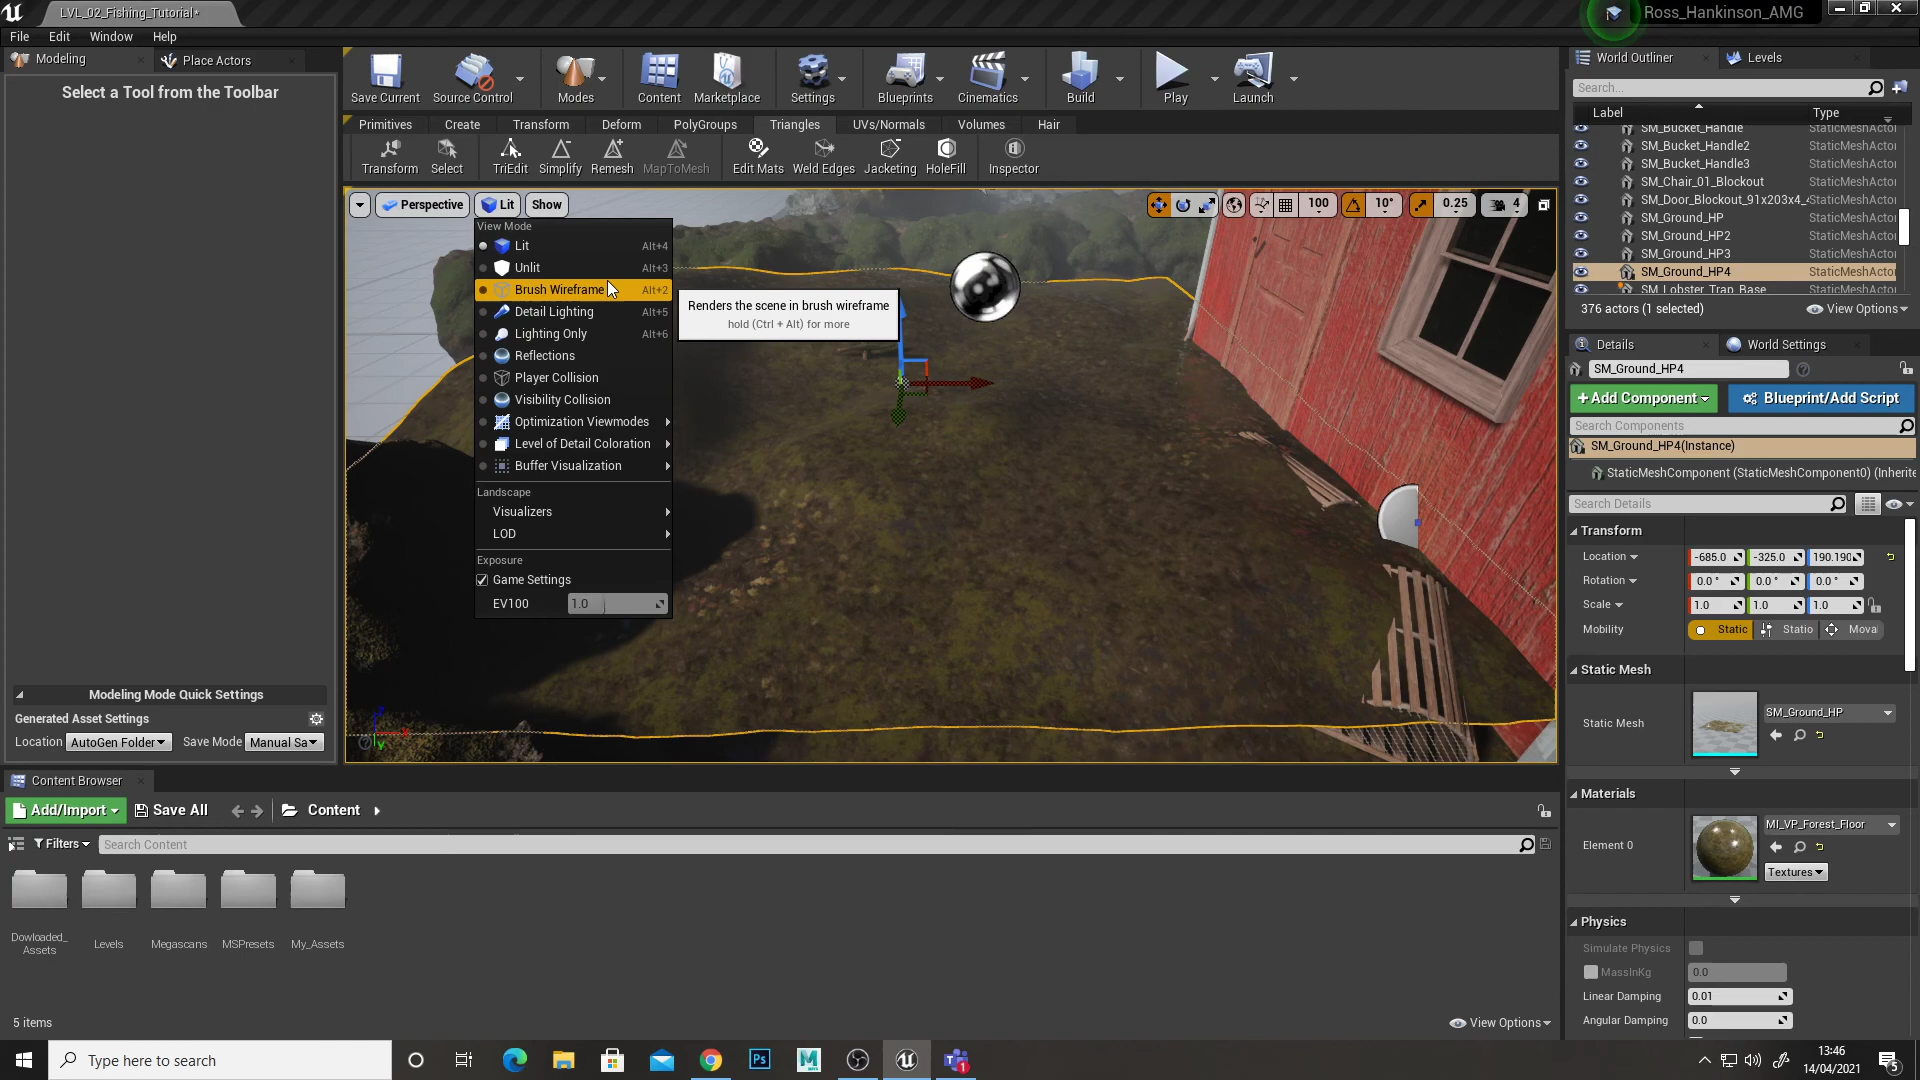 LVL_02_Fishing_Tutorial*
Ross_Hankinson_AMG
File Edit Window Help
Modeling
Place Actors
Select a Tool from the Toolbar
Save Current
Source Control
Modes
Content
Marketplace
Settings
Blueprints
Cinematics
Build
Play
Launch
Primitives Create Transform Deform PolyGroups Triangles UVs/Normals Volumes Hair
Transform Select TriEdit Simplify Remesh MapToMesh Edit Mats Weld Edges Jacketing HoleFill Inspector
Perspective Lit Show
100 10° 0.25 4
View Mode
Lit Alt+4
Unlit Alt+3
Brush Wireframe Alt+2
Detail Lighting Alt+5
Lighting Only Alt+6
Reflections
Player Collision
Visibility Collision
Optimization Viewmodes
Level of Detail Coloration
Buffer Visualization
Landscape
Visualizers
LOD
Exposure
Game Settings
EV100 1.0
Renders the scene in brush wireframe
hold (Ctrl + Alt) for more
Z
X
Y
Modeling Mode Quick Settings
Generated Asset Settings
Location AutoGen Folder Save Mode Manual Sa
World Outliner
Levels
Search...
Label Type
SM_Bucket_Handle StaticMeshActor
SM_Bucket_Handle2 StaticMeshActor
SM_Bucket_Handle3 StaticMeshActor
SM_Chair_01_Blockout StaticMeshActor
SM_Door_Blockout_91x203x4_ StaticMeshActor
SM_Ground_HP StaticMeshActor
SM_Ground_HP2 StaticMeshActor
SM_Ground_HP3 StaticMeshActor
SM_Ground_HP4 StaticMeshActor
SM_Lobster_Trap_Base StaticMeshActor
376 actors (1 selected) View Options
Details
World Settings
SM_Ground_HP4
+Add Component
Blueprint/Add Script
Search Components
SM_Ground_HP4(Instance)
StaticMeshComponent (StaticMeshComponent0) (Inherite
Search Details
Transform
Location -685.0 -325.0 190.190
Rotation 0.0 ° 0.0 ° 0.0 °
Scale 1.0 1.0 1.0
Mobility Static Statio Moval
Static Mesh
Static Mesh SM_Ground_HP
Materials
Element 0 MI_VP_Forest_Floor
Textures
Physics
Simulate Physics
MassInKg 0.0
Linear Damping 0.01
Angular Damping 0.0
Content Browser
Add/Import Save All Content
Filters Search Content
Dowloaded_
Assets
Levels
Megascans
MSPresets
My_Assets
5 items View Options
Type here to search
Ps
M
1
13:46
14/04/2021
5